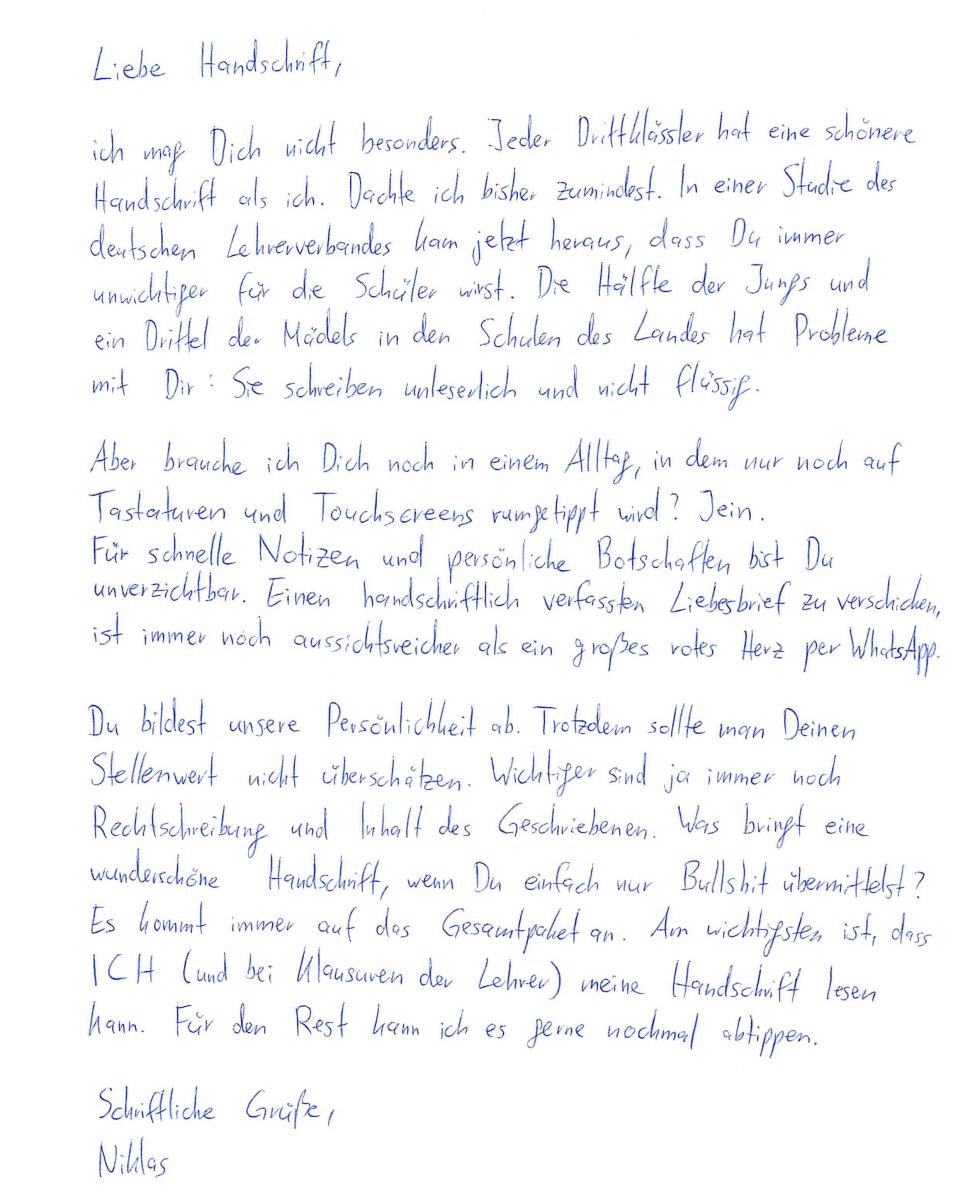 Liebe Handschrift,
ich mag Dich nicht besonders. Jeder Drittklässler hat eine schönere
Handschrift als ich. Dachte ich bisher zumindest. In einer Studie des
deutschen Lehrerverbandes kam jetzt heraus, dass Du immer
unwichtiger für die Schüler wirst. Die Hälfte der Jungs und
ein Drittel der Mädels in den Schulen des Landes hat Probleme
mit Dir: Sie schreiben unleserlich und nicht flüssig.
Aber brauche ich Dich noch in einem Alltag, in dem nur noch auf
Tastaturen und Touchscreens rumgetippt wird? Jein.
Für schnelle Notizen und persönliche Botschaften bist Du
unverzichtbar. Einen handschriftlich verfassten Liebesbrief zu verschicken,
ist immer noch aussichtsreicher als ein großes rotes Herz per WhatsApp.
Du bildest unsere Persönlichkeit ab. Trotzdem sollte man Deinen
Stellenwert nicht überschätzen. Wichtiger sind ja immer noch
Rechtschreibung und Inhalt des Geschriebenen. Was bringt eine
wunderschöne Handschrift, wenn Du einfach nur Bullshit übermittelst?
Es kommt immer auf das Gesamtpaket an. Am wichtigsten ist, dass
ICH (und bei Klausuren der Lehrer) meine Handschrift lesen
kann. Für den Rest kann ich es gerne nochmal abtippen.
Schriftliche Grüße,
Niklas